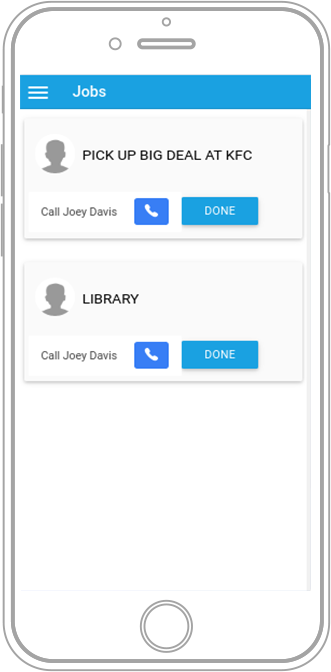 Jobs
PICK UP BIG DEAL AT KFC
Call Joey Davis
DONE
LIBRARY
Call Joey Davis
DONE